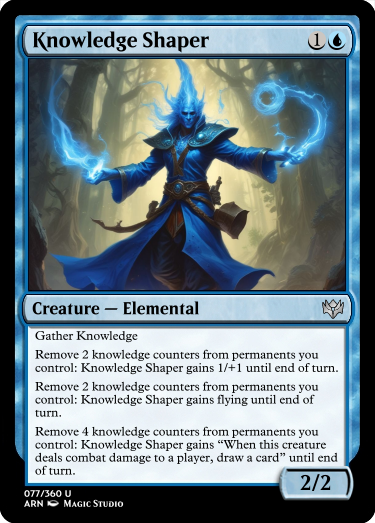 Knowledge Shaper 1
Creature — Elemental
Gather Knowledge
Remove 2 knowledge counters from permanents you
control: Knowledge Shaper gains 1/+1 until end of turn.
Remove 2 knowledge counters from permanents you
control: Knowledge Shaper gains flying until end of
turn.
Remove 4 knowledge counters from permanents you
control: Knowledge Shaper gains “When this creature
deals combat damage to a player, draw a card” until end
of turn.
2/2
077/360 U
ARN Magic Studio